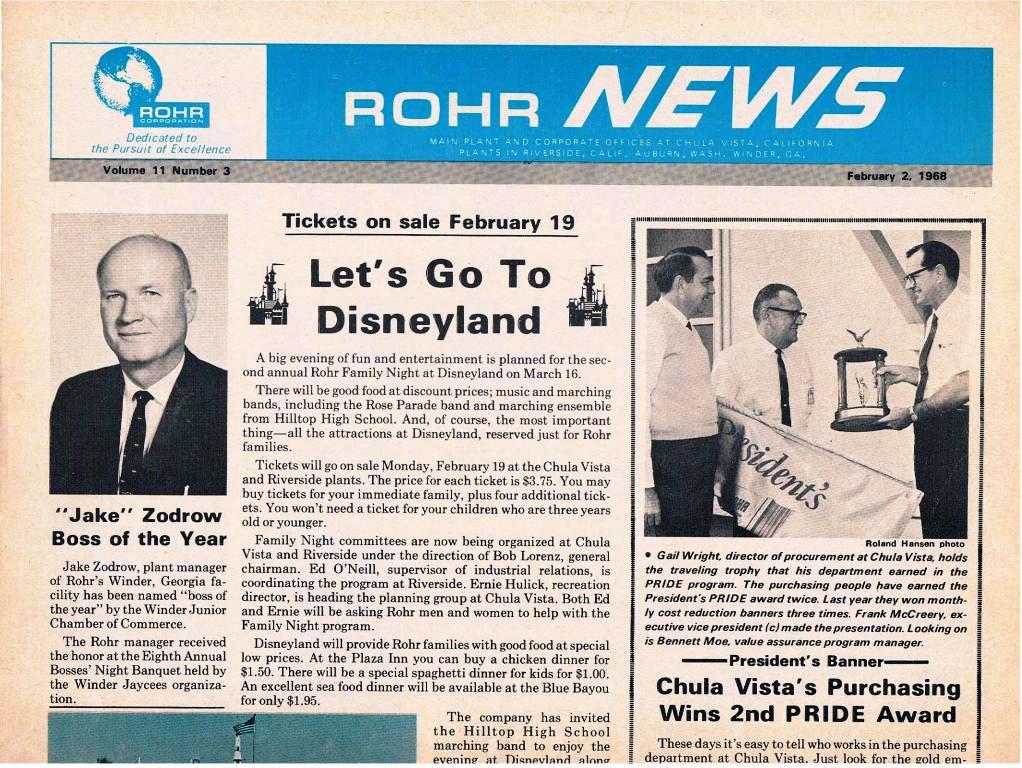 ROHR
CORPORATION
Dedicated to
the Pursuit of Excellence
ROHR NEWS
MAIN PLANT AND CORPORATE OFFICES AT CHULA VISTA, CALIFORNIA
PLANTS IN RIVERSIDE, CALIF. AUBURN, WASH. WINDER, GA.
Volume 11 Number 3
February 2, 1968
"Jake" Zodrow
Boss of the Year
Jake Zodrow, plant manager
of Rohr's Winder, Georgia fa-
cility has been named "boss of
the year" by the Winder Junior
Chamber of Commerce.
The Rohr manager received
the honor at the Eighth Annual
Bosses' Night Banquet held by
the Winder Jaycees organiza-
tion.
Tickets on sale February 19
Let's Go To
Disneyland
A big evening of fun and entertainment is planned for the sec-
ond annual Rohr Family Night at Disneyland on March 16.
There will be good food at discount prices; music and marching
bands, including the Rose Parade band and marching ensemble
from Hilltop High School. And, of course, the most important
thing—all the attractions at Disneyland, reserved just for Rohr
families.
Tickets will go on sale Monday, February 19 at the Chula Vista
and Riverside plants. The price for each ticket is $3.75. You may
buy tickets for your immediate family, plus four additional tick-
ets. You won't need a ticket for your children who are three years
old or younger.
Family Night committees are now being organized at Chula
Vista and Riverside under the direction of Bob Lorenz, general
chairman. Ed O'Neill, supervisor of industrial relations, is
coordinating the program at Riverside. Ernie Hulick, recreation
director, is heading the planning group at Chula Vista. Both Ed
and Ernie will be asking Rohr men and women to help with the
Family Night program.
Disneyland will provide Rohr families with good food at special
low prices. At the Plaza Inn you can buy a chicken dinner for
$1.50. There will be a special spaghetti dinner for kids for $1.00.
An excellent sea food dinner will be available at the Blue Bayou
for only $1.95.
The company has invited
the Hilltop High School
marching band to enjoy the
evening at Disneyland along
President's
Roland Hansen photo
• Gail Wright, director of procurement at Chula Vista, holds
the traveling trophy that his department earned in the
PRIDE program. The purchasing people have earned the
President's PRIDE award twice. Last year they won month-
ly cost reduction banners three times. Frank McCreery, ex-
ecutive vice president (c) made the presentation. Looking on
is Bennett Moe, value assurance program manager.
President's Banner
Chula Vista's Purchasing
Wins 2nd PRIDE Award
These days it's easy to tell who works in the purchasing
department at Chula Vista. Just look for the gold em-